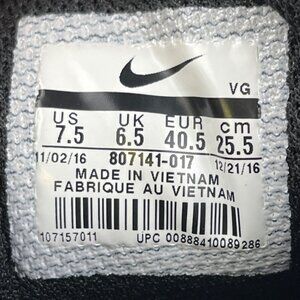 VG
US UK EUR cm
7.5 6.5 40.5 25.5
11/02/16 807141-017 12/21/16
MADE IN VIETNAM
FABRIQUE AU VIETNAM
107157011 UPC 00888410089286